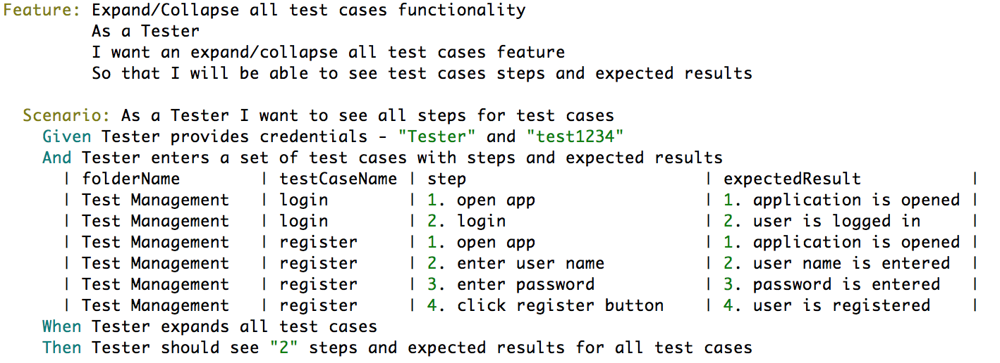 Feature: Expand/Collapse all test cases functionality
As a Tester
I want an expand/collapse all test cases feature
So that I will be able to see test cases steps and expected results
Scenario: As a Tester I want to see all steps for test cases
Given Tester provides credentials - "Tester" and "test1234"
And Tester enters a set of test cases with steps and expected results
| folderName | testCaseName | step | expectedResult |
| Test Management | login | 1. open app | 1. application is opened |
| Test Management | login | 2. login | 2. user is logged in |
| Test Management | register | 1. open app | 1. application is opened |
| Test Management | register | 2. enter user name | 2. user name is entered |
| Test Management | register | 3. enter password | 3. password is entered |
| Test Management | register | 4. click register button | 4. user is registered |
When Tester expands all test cases
Then Tester should see "2" steps and expected results for all test cases